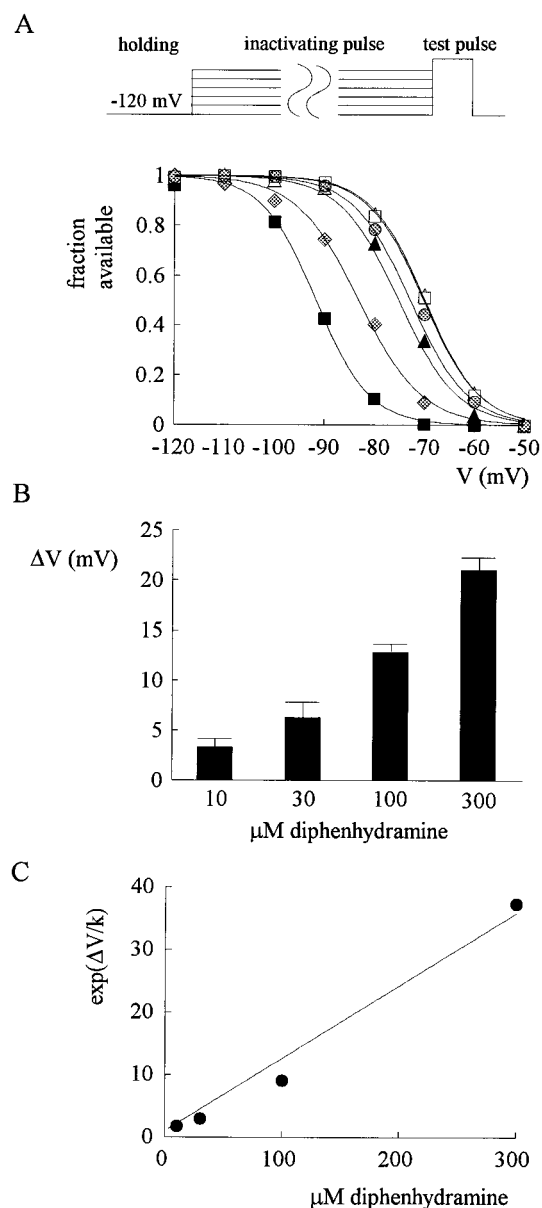 A
holding inactivating pulse test pulse
-120 mV
fraction available
1
0.8
0.6
0.4
0.2
0
-120 -110 -100 -90 -80 -70 -60 -50
V (mV)
B
ΔV (mV)
25
20
15
10
5
0
10 30 100 300
μM diphenhydramine
C
exp(ΔV/k)
40
30
20
10
0
0 100 200 300
μM diphenhydramine